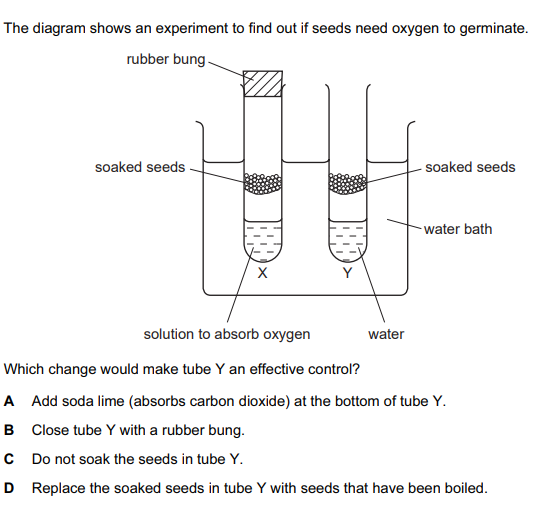 The diagram shows an experiment to find out if seeds need oxygen to germinate.
rubber bung
soaked seeds
soaked seeds
water bath
X
Y
solution to absorb oxygen
water
Which change would make tube Y an effective control?
A Add soda lime (absorbs carbon dioxide) at the bottom of tube Y.
B Close tube Y with a rubber bung.
C Do not soak the seeds in tube Y.
D Replace the soaked seeds in tube Y with seeds that have been boiled.